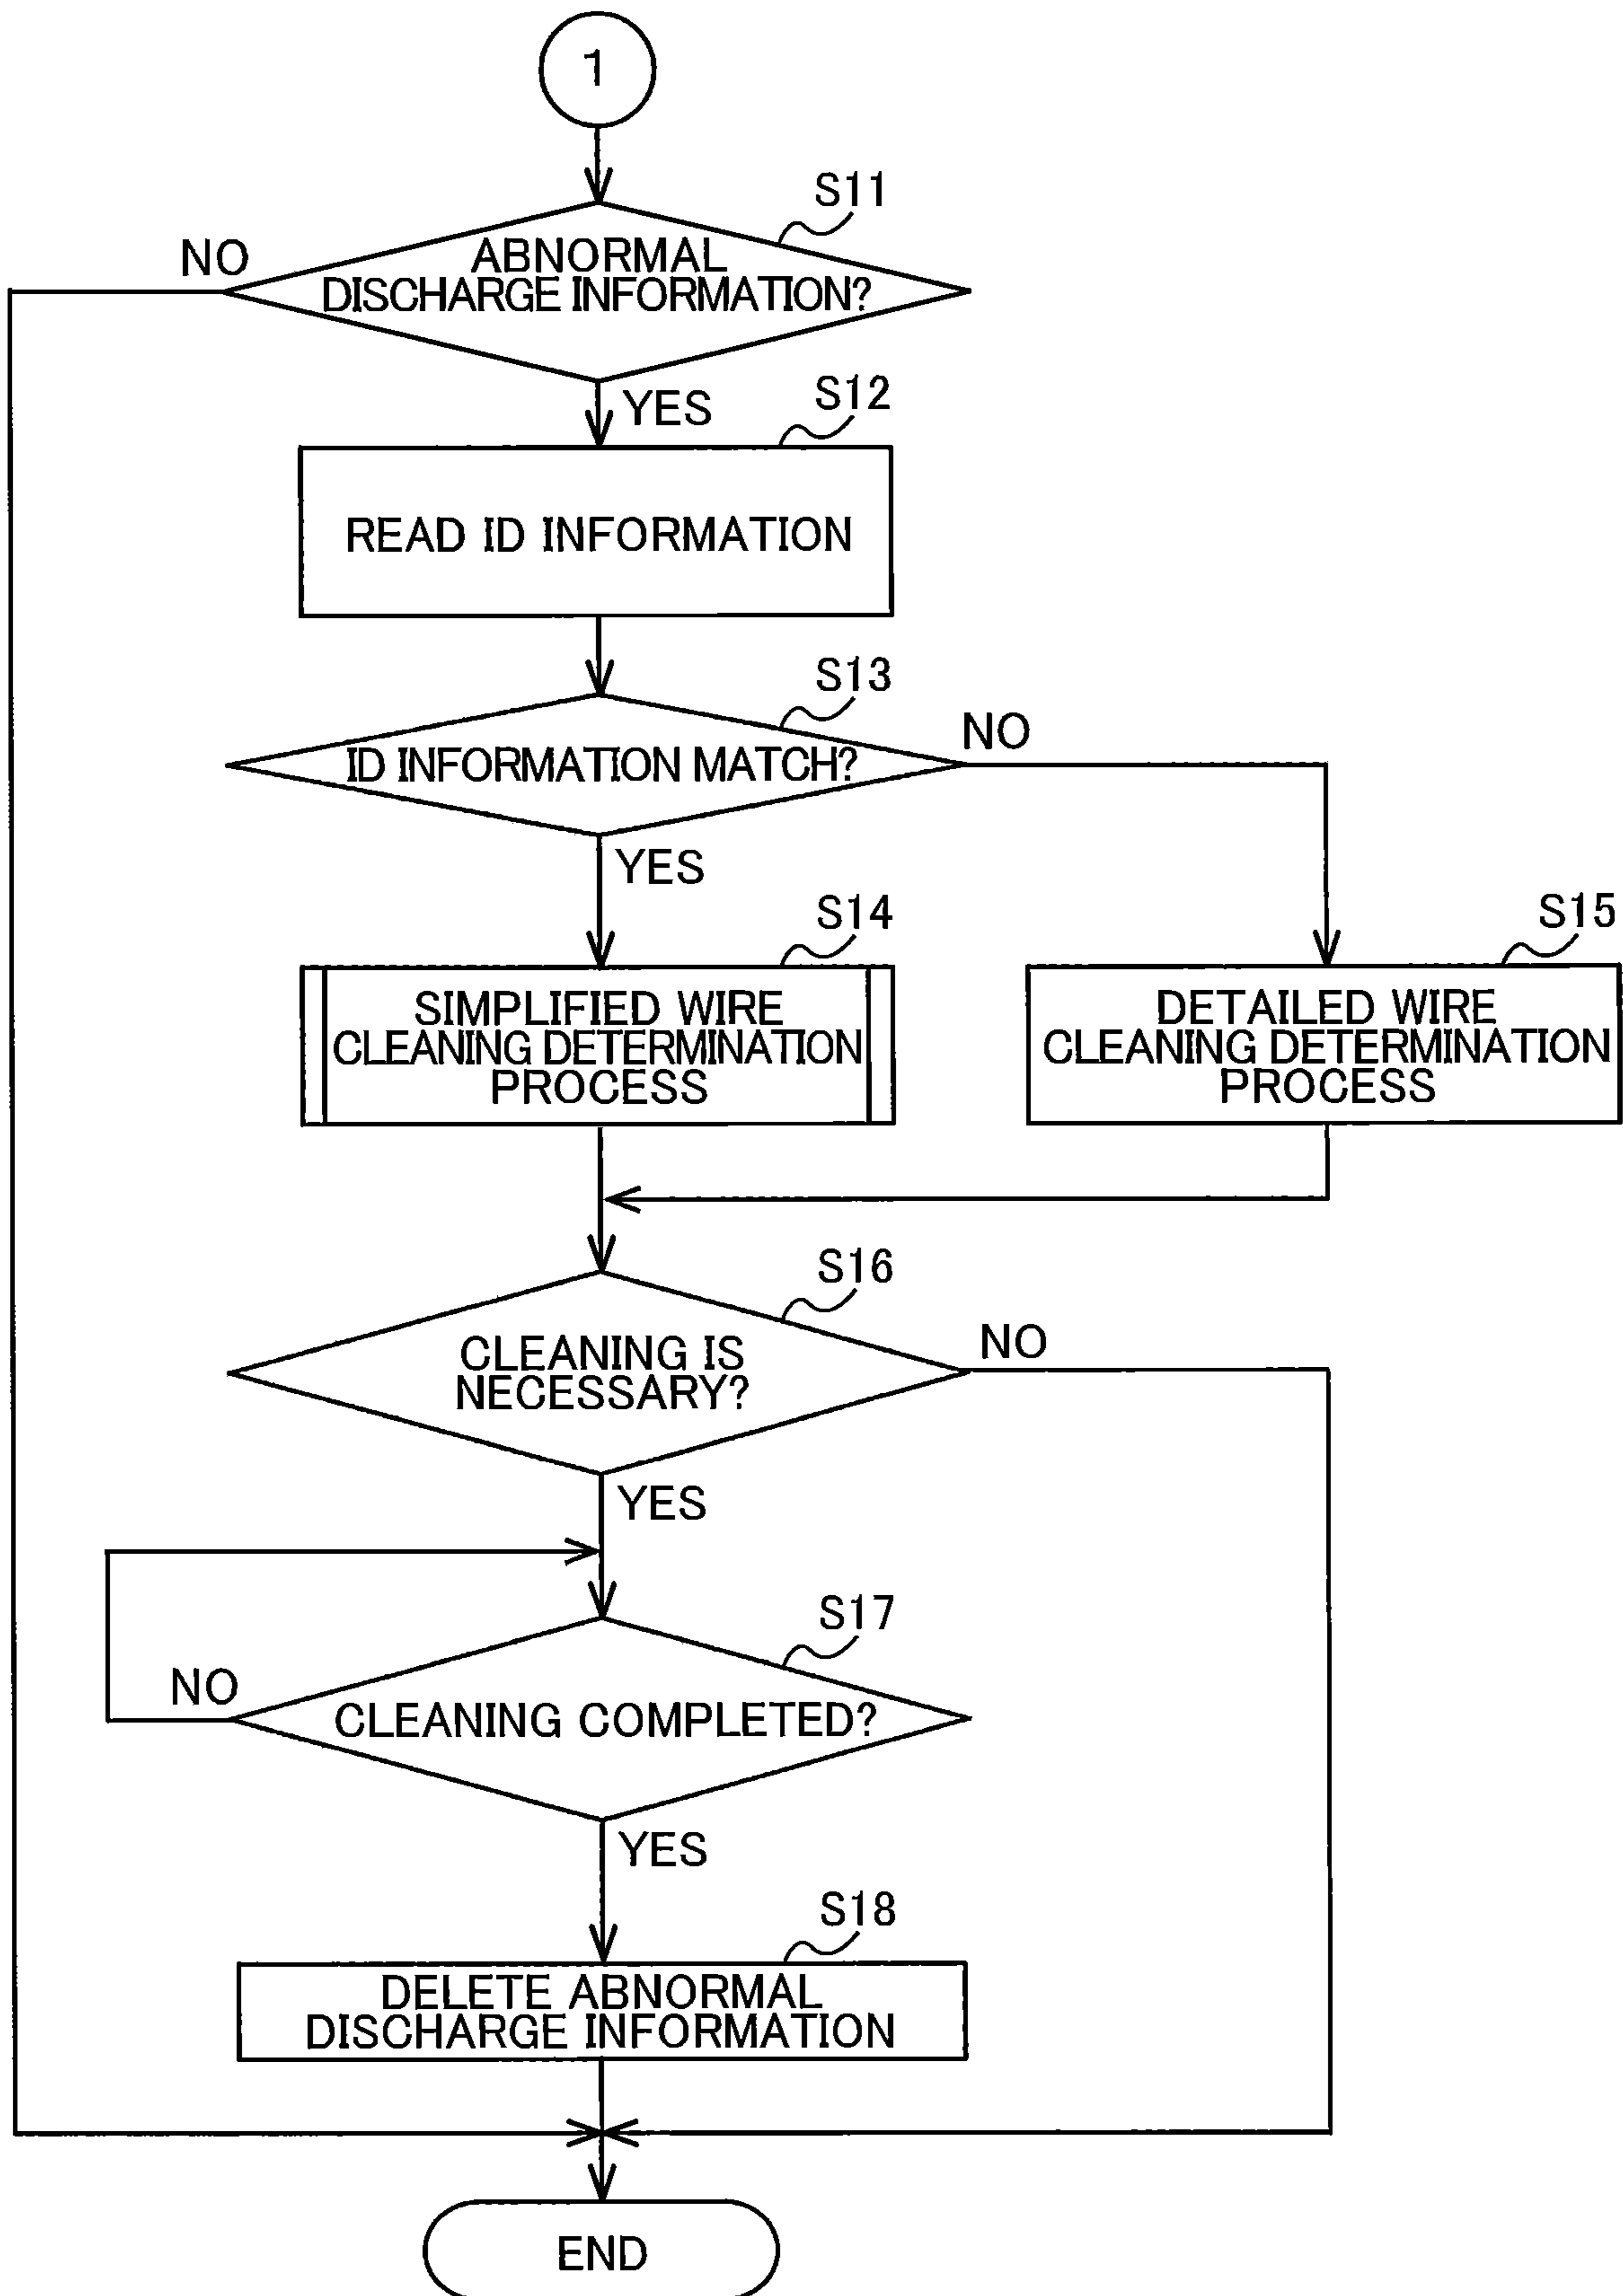 1
S11
NO
ABNORMAL
DISCHARGE INFORMATION?
YES
S12
READ ID INFORMATION
S13
NO
ID INFORMATION MATCH?
YES
S14
S15
SIMPLIFIED WIRE
CLEANING DETERMINATION
PROCESS
DETAILED WIRE
CLEANING DETERMINATION
PROCESS
S16
NO
CLEANING IS
NECESSARY?
YES
S17
NO
CLEANING COMPLETED?
YES
S18
DELETE ABNORMAL
DISCHARGE INFORMATION
END